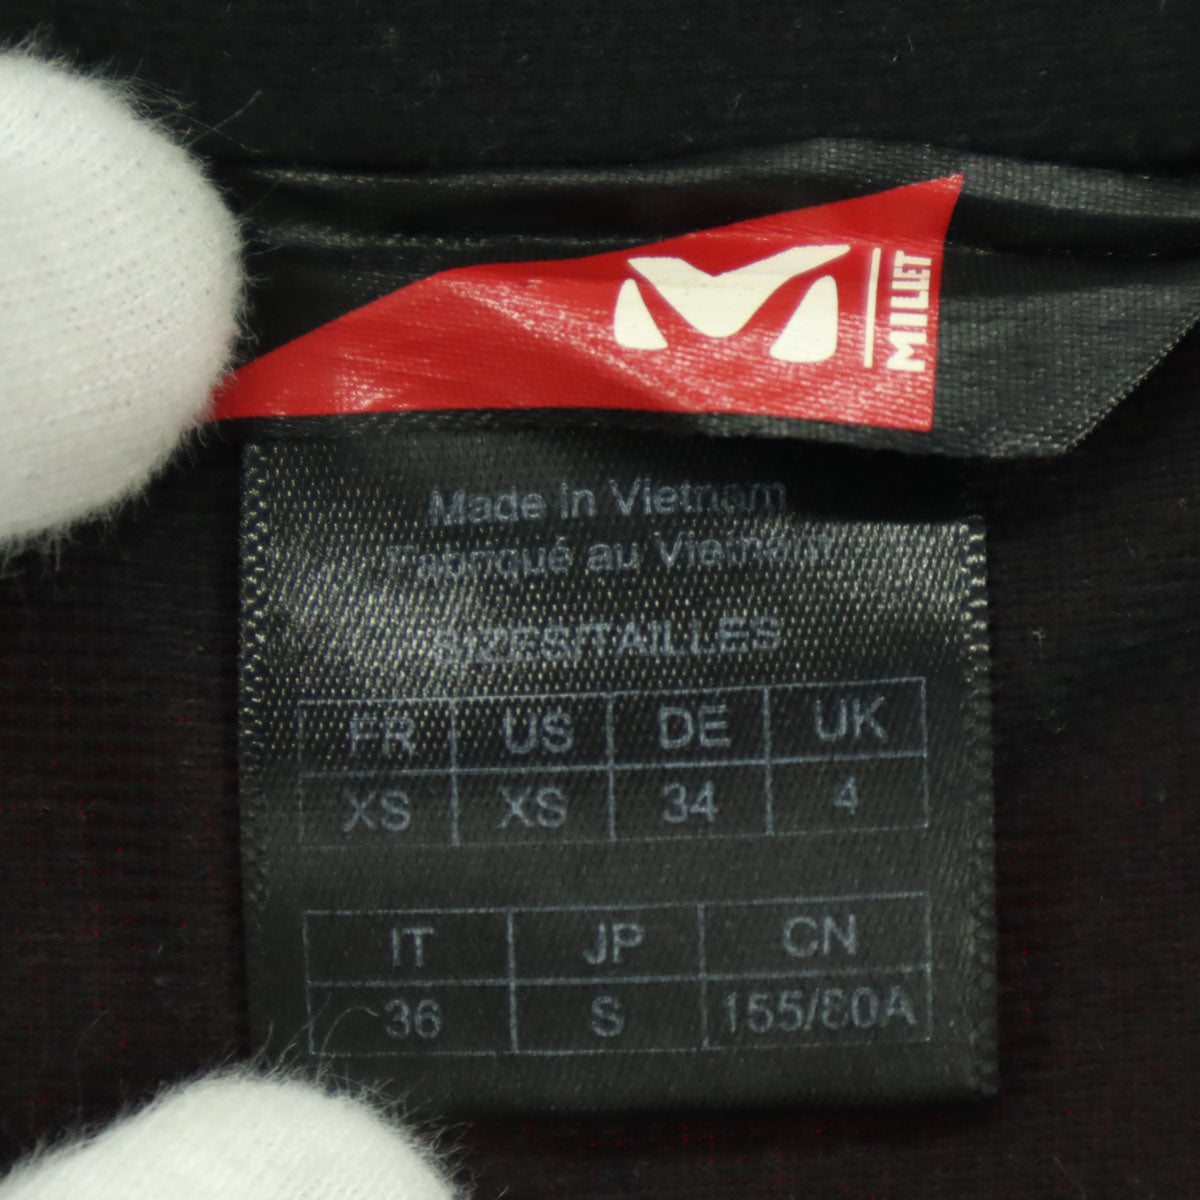 MILLET
Made in Vietnam
Fabriqué au Vietnam
SIZES/TAILLES
FR US DE UK
XS XS 34 4
IT JP CN
36 S 155/80A